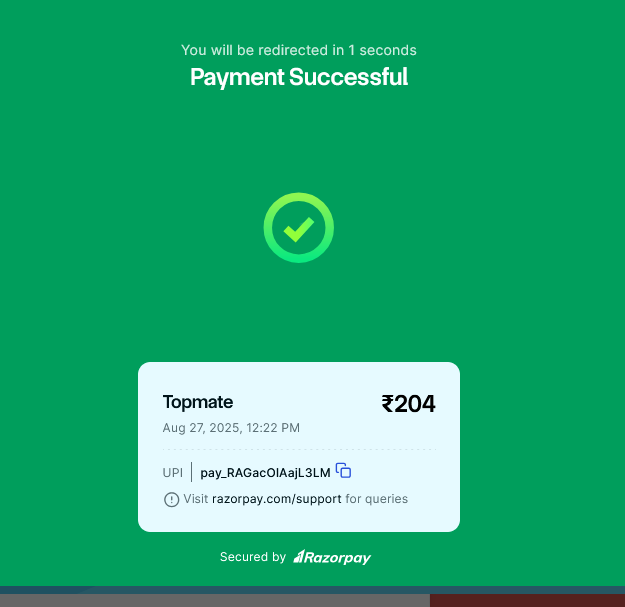 You will be redirected in 1 seconds
Payment Successful
Topmate ₹204
Aug 27, 2025, 12:22 PM
UPI pay_RAGacOIAajL3LM
Visit razorpay.com/support for queries
Secured by Razorpay